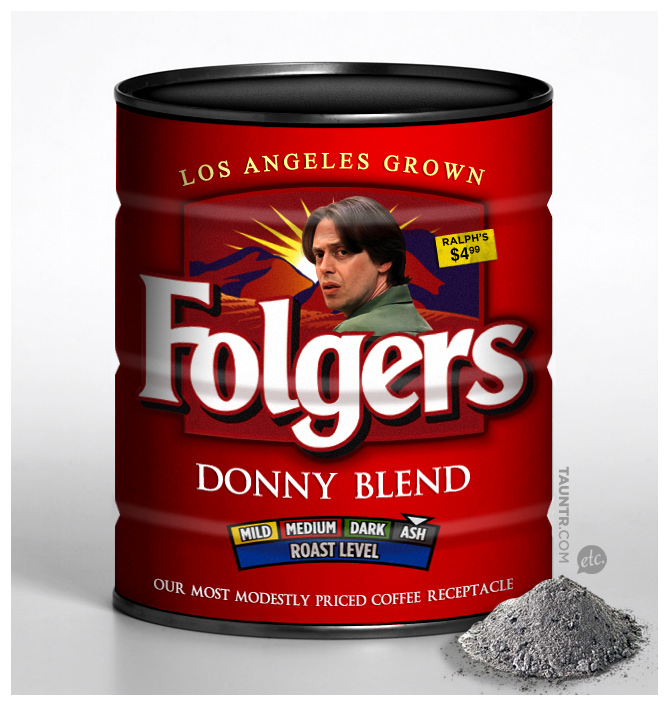 LOS ANGELES GROWN
RALPH'S
$4.99
Folgers
DONNY BLEND
MILD MEDIUM DARK ASH
ROAST LEVEL
OUR MOST MODESTLY PRICED COFFEE RECEPTACLE
TAUNTR.COM
etc.